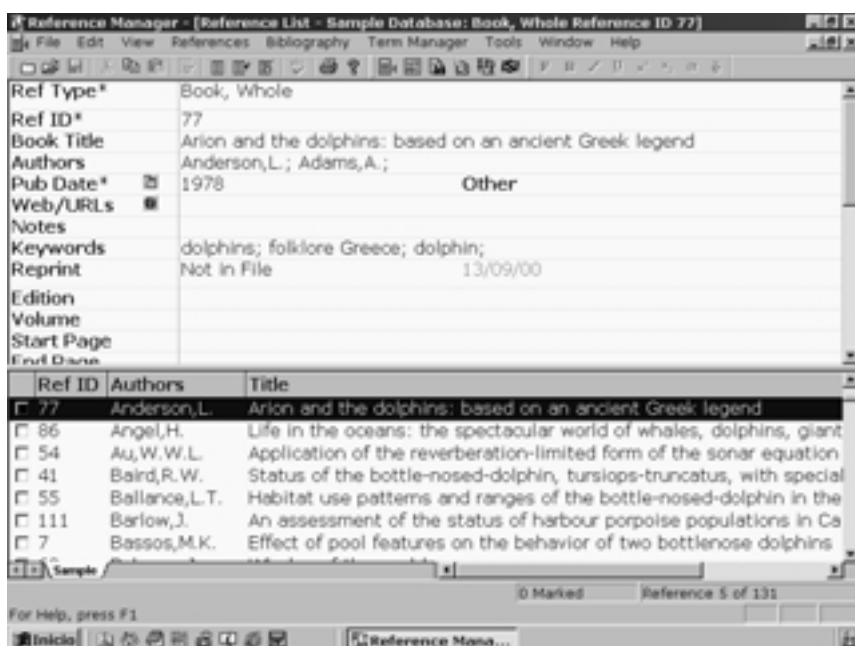 Reference Manager - [Reference List - Sample Database: Book, Whole Reference ID 77]
File Edit View References Bibliography Term Manager Tools Window Help
Ref Type* Book, Whole
Ref ID* 77
Book Title Arion and the dolphins: based on an ancient Greek legend
Authors Anderson,L.; Adams,A.;
Pub Date* 1978 Other
Web/URLs
Notes
Keywords dolphins; folklore Greece; dolphin;
Reprint Not in File 13/09/00
Edition
Volume
Start Page
End Page
Ref ID Authors Title
77 Anderson,L. Arion and the dolphins: based on an ancient Greek legend
86 Angel,H. Life in the oceans: the spectacular world of whales, dolphins, giant
54 Au,W.W.L. Application of the reverberation-limited form of the sonar equation
41 Baird,R.W. Status of the bottle-nosed-dolphin, tursiops-truncatus, with special
55 Ballance,L.T. Habitat use patterns and ranges of the bottle-nosed-dolphin in the
111 Barlow,J. An assessment of the status of harbour porpoise populations in Ca
7 Bassos,M.K. Effect of pool features on the behavior of two bottlenose dolphins
Sample
0 Marked Reference 5 of 131
For Help, press F1
Inicio Reference Mana...